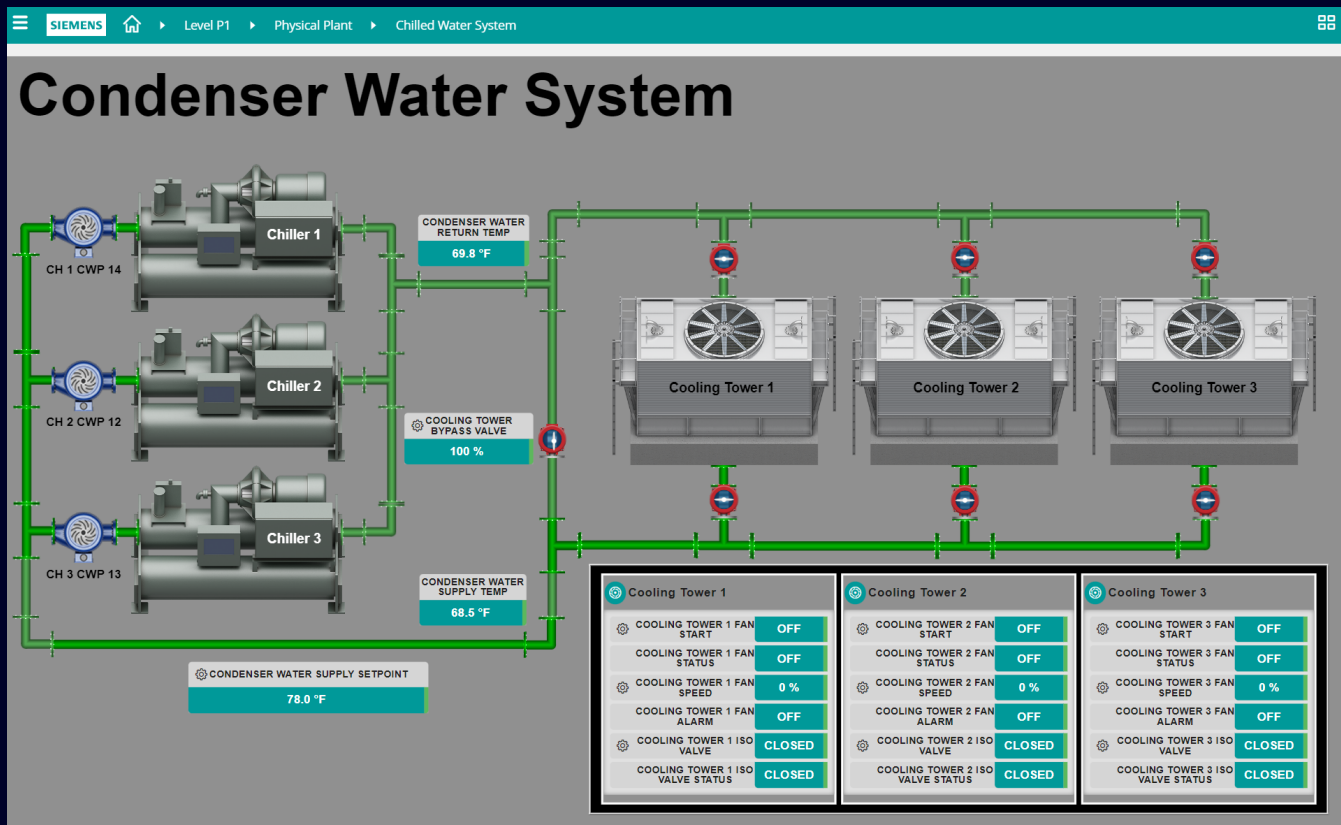 SIEMENS
Level P1
Physical Plant
Chilled Water System
Condenser Water System
Chiller 1
CH 1 CWP 14
CONDENSER WATER
RETURN TEMP
69.8 °F
Chiller 2
CH 2 CWP 12
COOLING TOWER
BYPASS VALVE
100 %
Chiller 3
CH 3 CWP 13
CONDENSER WATER
SUPPLY TEMP
68.5 °F
CONDENSER WATER SUPPLY SETPOINT
78.0 °F
Cooling Tower 1
Cooling Tower 2
Cooling Tower 3
Cooling Tower 1
COOLING TOWER 1 FAN
START
OFF
COOLING TOWER 1 FAN
STATUS
OFF
COOLING TOWER 1 FAN
SPEED
0 %
COOLING TOWER 1 FAN
ALARM
OFF
COOLING TOWER 1 ISO
VALVE
CLOSED
COOLING TOWER 1 ISO
VALVE STATUS
CLOSED
Cooling Tower 2
COOLING TOWER 2 FAN
START
OFF
COOLING TOWER 2 FAN
STATUS
OFF
COOLING TOWER 2 FAN
SPEED
0 %
COOLING TOWER 2 FAN
ALARM
OFF
COOLING TOWER 2 ISO
VALVE
CLOSED
COOLING TOWER 2 ISO
VALVE STATUS
CLOSED
Cooling Tower 3
COOLING TOWER 3 FAN
START
OFF
COOLING TOWER 3 FAN
STATUS
OFF
COOLING TOWER 3 FAN
SPEED
0 %
COOLING TOWER 3 FAN
ALARM
OFF
COOLING TOWER 3 ISO
VALVE
CLOSED
COOLING TOWER 3 ISO
VALVE STATUS
CLOSED